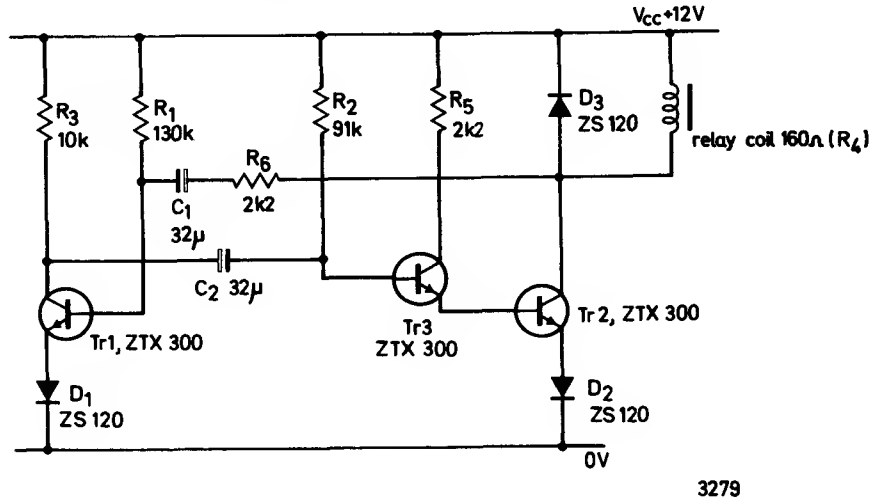 Vcc+12V
R3
10k
R1
130k
R2
91k
R5
2k2
D3
ZS 120
relay coil 160Ω (R4)
R6
2k2
C1
32µ
C2 32µ
Tr1, ZTX 300
Tr3
ZTX 300
Tr 2, ZTX 300
D1
ZS 120
D2
ZS 120
0V
3279